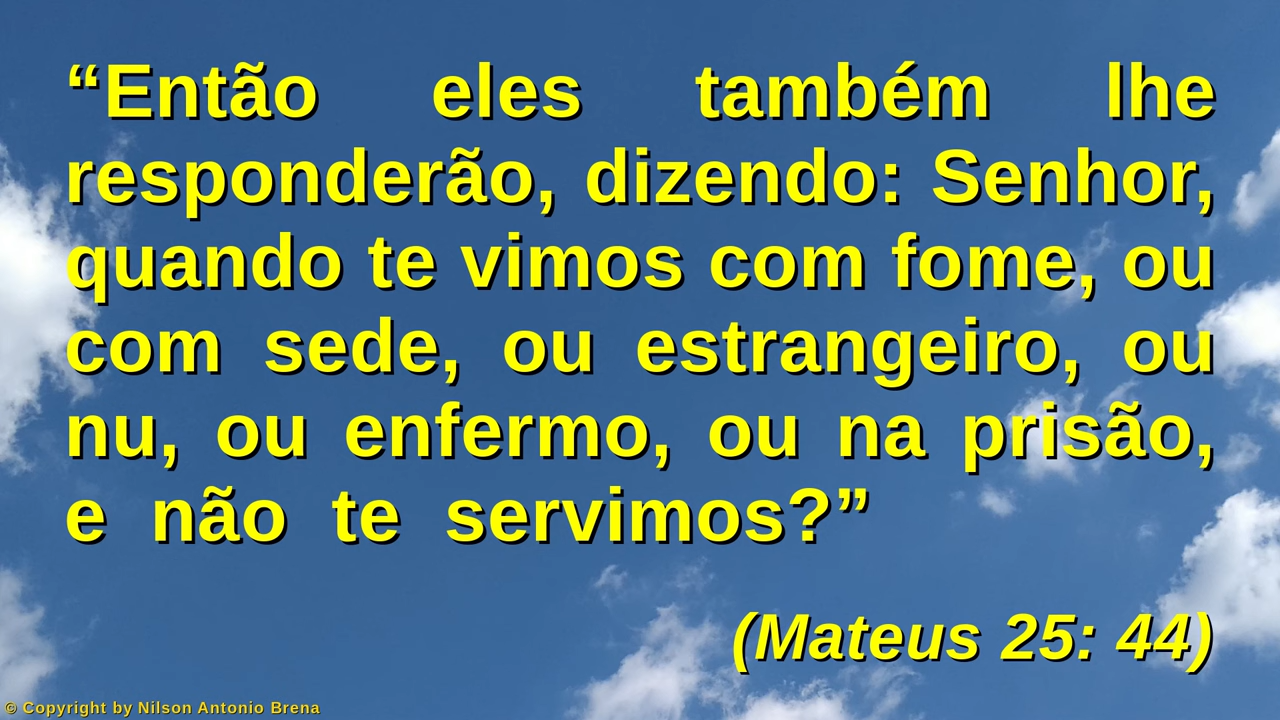 “Então eles também lhe
responderão, dizendo: Senhor,
quando te vimos com fome, ou
com sede, ou estrangeiro, ou
nu, ou enfermo, ou na prisão,
e não te servimos?”
(Mateus 25: 44)
© Copyright by Nilson Antonio Brena